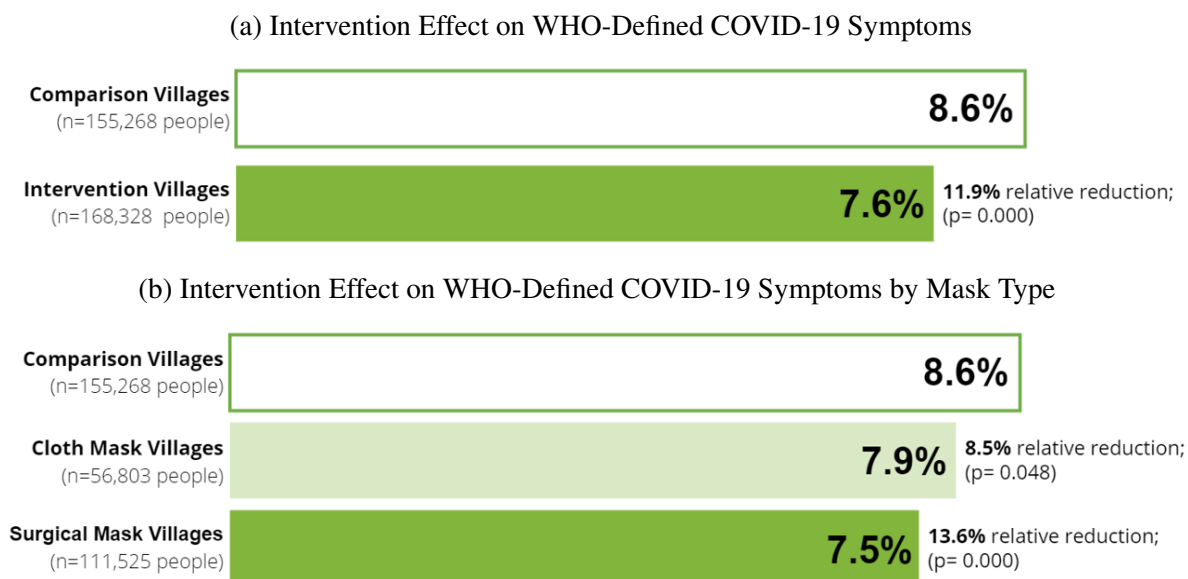 (a) Intervention Effect on WHO-Defined COVID-19 Symptoms
Comparison Villages
(n=155,268 people)
8.6%
Intervention Villages
(n=168,328 people)
7.6%
11.9% relative reduction;
(p= 0.000)
(b) Intervention Effect on WHO-Defined COVID-19 Symptoms by Mask Type
Comparison Villages
(n=155,268 people)
8.6%
Cloth Mask Villages
(n=56,803 people)
7.9%
8.5% relative reduction;
(p= 0.048)
Surgical Mask Villages
(n=111,525 people)
7.5%
13.6% relative reduction;
(p= 0.000)